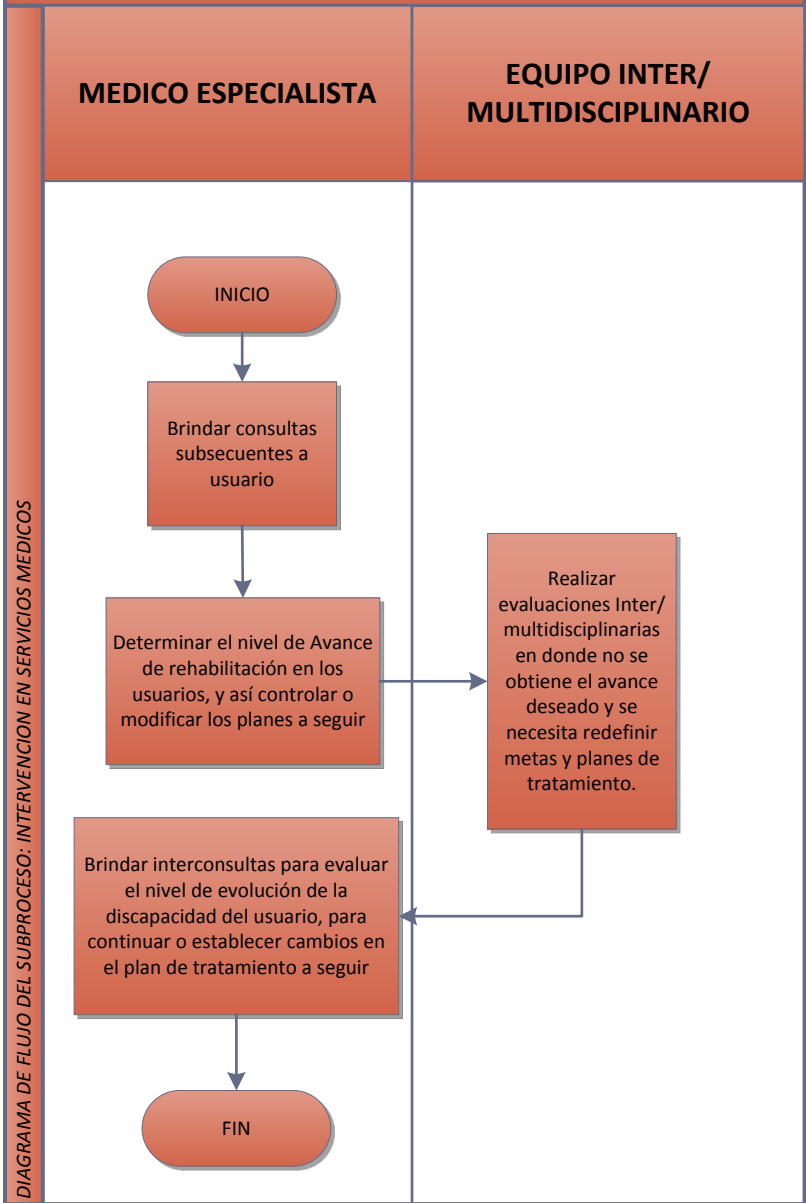 MEDICO ESPECIALISTA
EQUIPO INTER/
MULTIDISCIPLINARIO
DIAGRAMA DE FLUJO DEL SUBPROCESO: INTERVENCION EN SERVICIOS MEDICOS
INICIO
Brindar consultas
subsecuentes a
usuario
Determinar el nivel de Avance
de rehabilitación en los
usuarios, y así controlar o
modificar los planes a seguir
Realizar
evaluaciones Inter/
multidisciplinarias
en donde no se
obtiene el avance
deseado y se
necesita redefinir
metas y planes de
tratamiento.
Brindar interconsultas para evaluar
el nivel de evolución de la
discapacidad del usuario, para
continuar o establecer cambios en
el plan de tratamiento a seguir
FIN